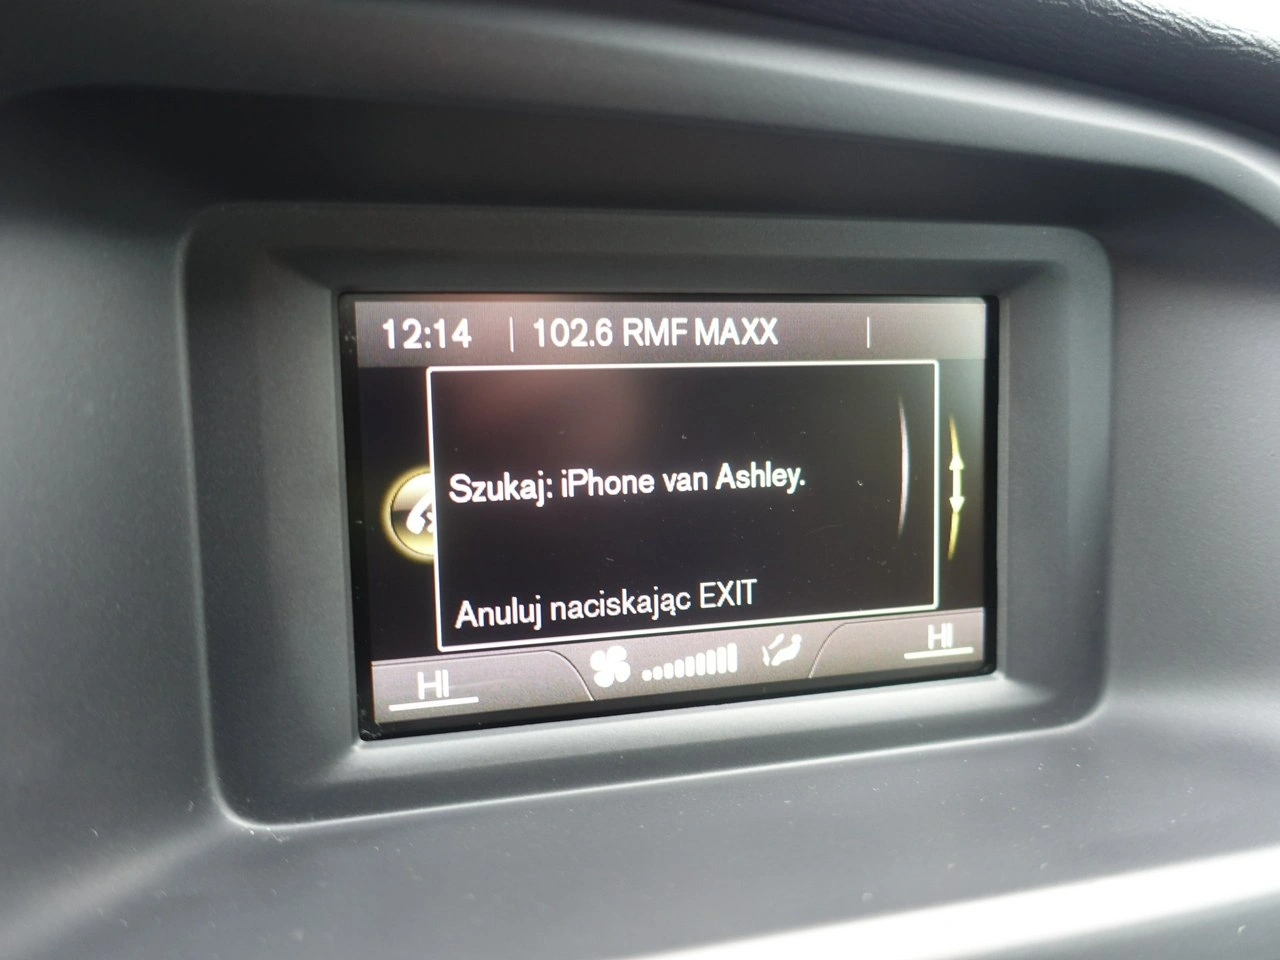 12:14 | 102.6 RMF MAXX |
Szukaj: iPhone van Ashley.
Anuluj naciskając EXIT
HI HI